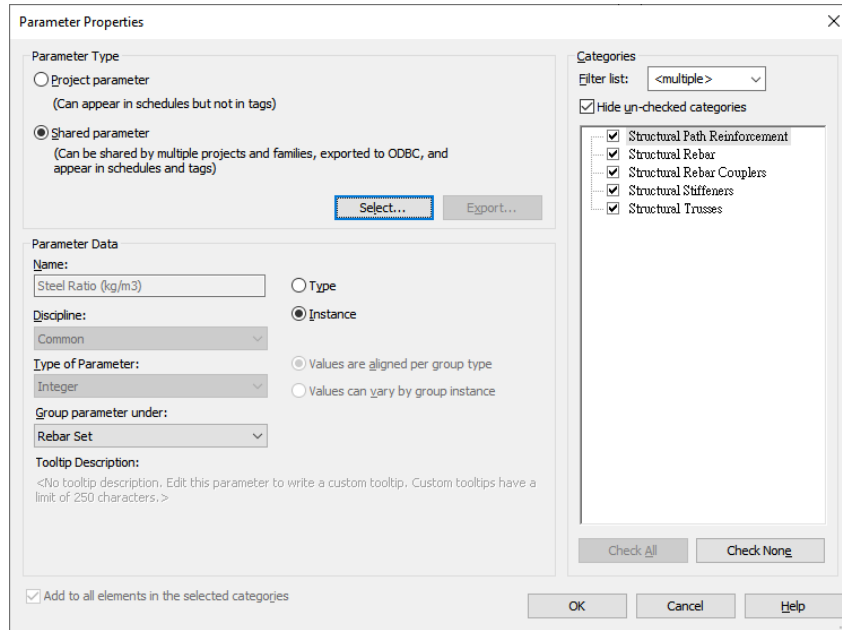 Parameter Properties
Parameter Type
Project parameter
(Can appear in schedules but not in tags)
Shared parameter
(Can be shared by multiple projects and families, exported to ODBC, and
appear in schedules and tags)
Select...
Export...
Parameter Data
Name:
Steel Ratio (kg/m3)
Type
Discipline:
Instance
Common
Type of Parameter:
Values are aligned per group type
Integer
Values can vary by group instance
Group parameter under:
Rebar Set
Tooltip Description:
<No tooltip description. Edit this parameter to write a custom tooltip. Custom tooltips have a
limit of 250 characters.>
Add to all elements in the selected categories
Categories
Filter list:
<multiple>
Hide un-checked categories
Structural Path Reinforcement
Structural Rebar
Structural Rebar Couplers
Structural Stiffeners
Structural Trusses
Check All
Check None
OK
Cancel
Help